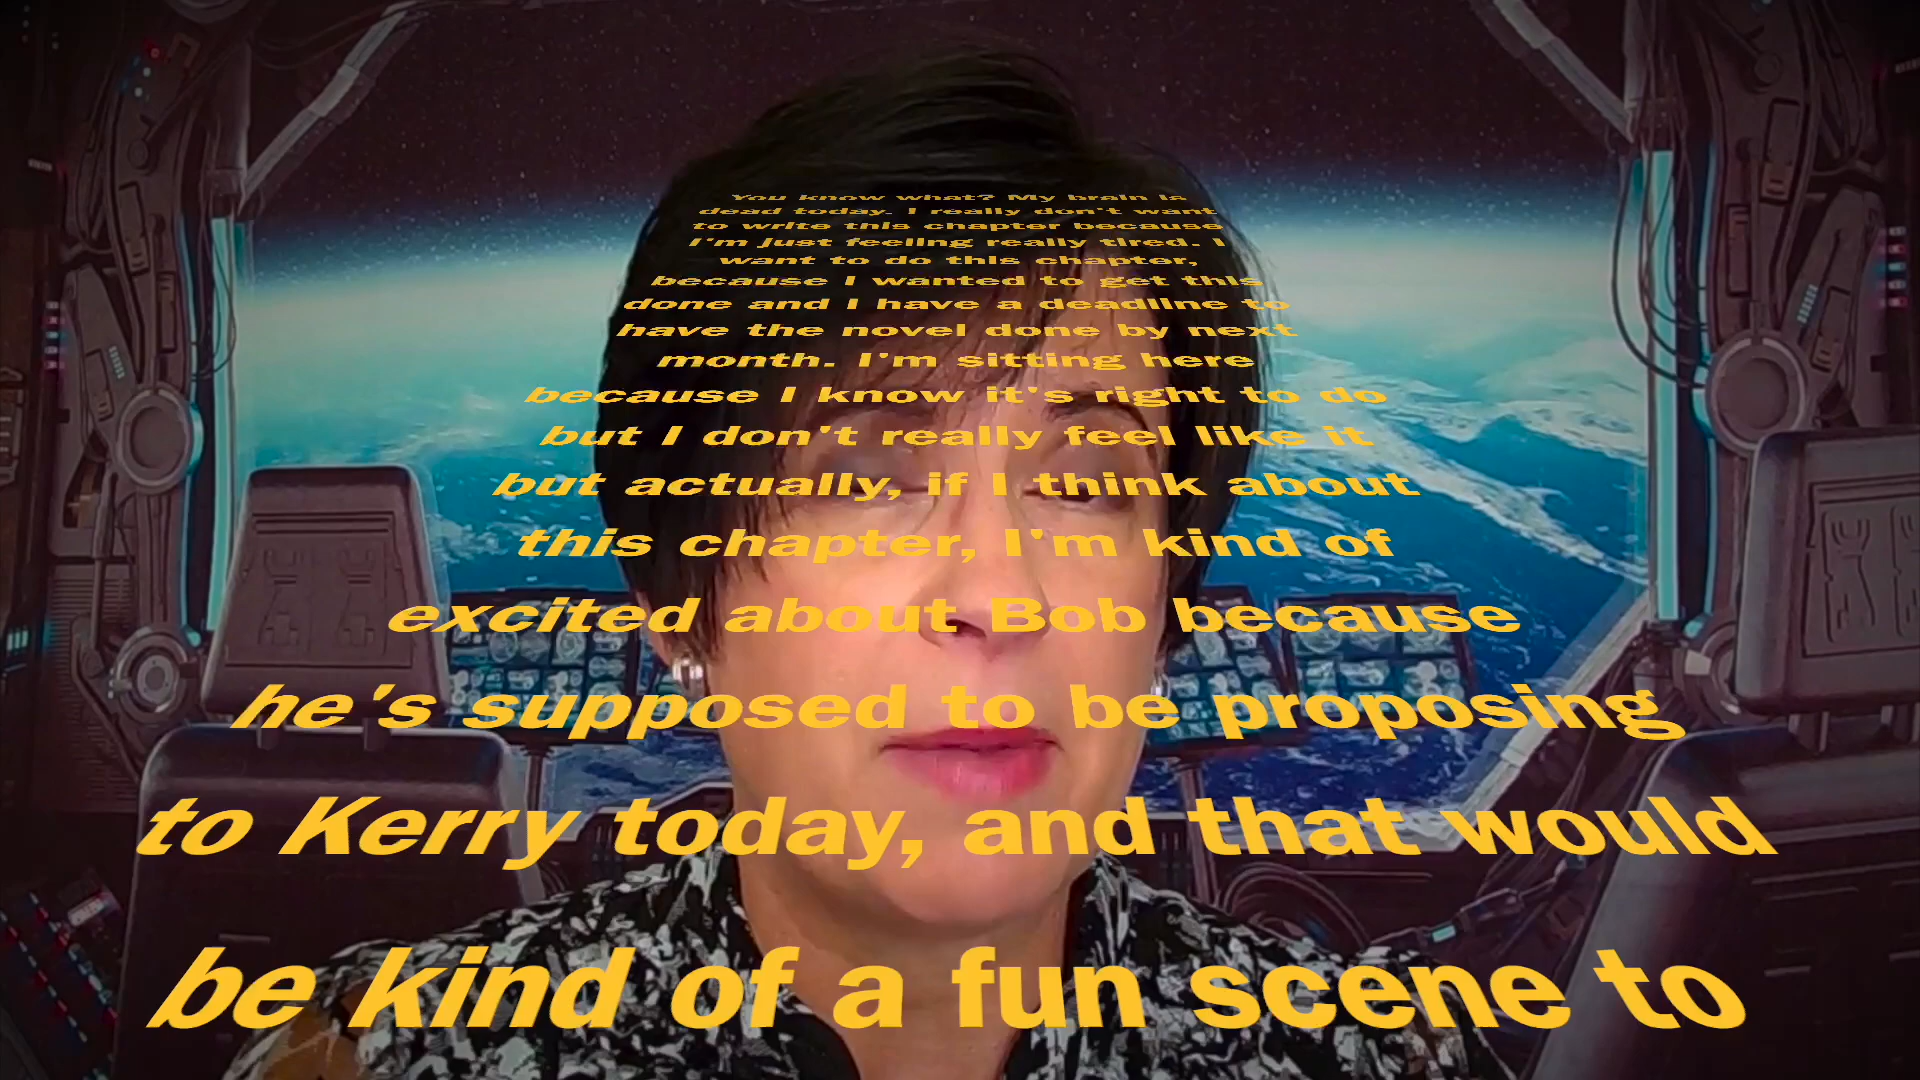 You know what? My brain is
dead today. I really don't want
to write this chapter because
I'm just feeling really tired. I
want to do this chapter,
because I wanted to get this
done and I have a deadline to
have the novel done by next
month. I'm sitting here
because I know it's right to do
but I don't really feel like it
but actually, if I think about
this chapter, I'm kind of
excited about Bob because
he's supposed to be proposing
to Kerry today, and that would
be kind of a fun scene to